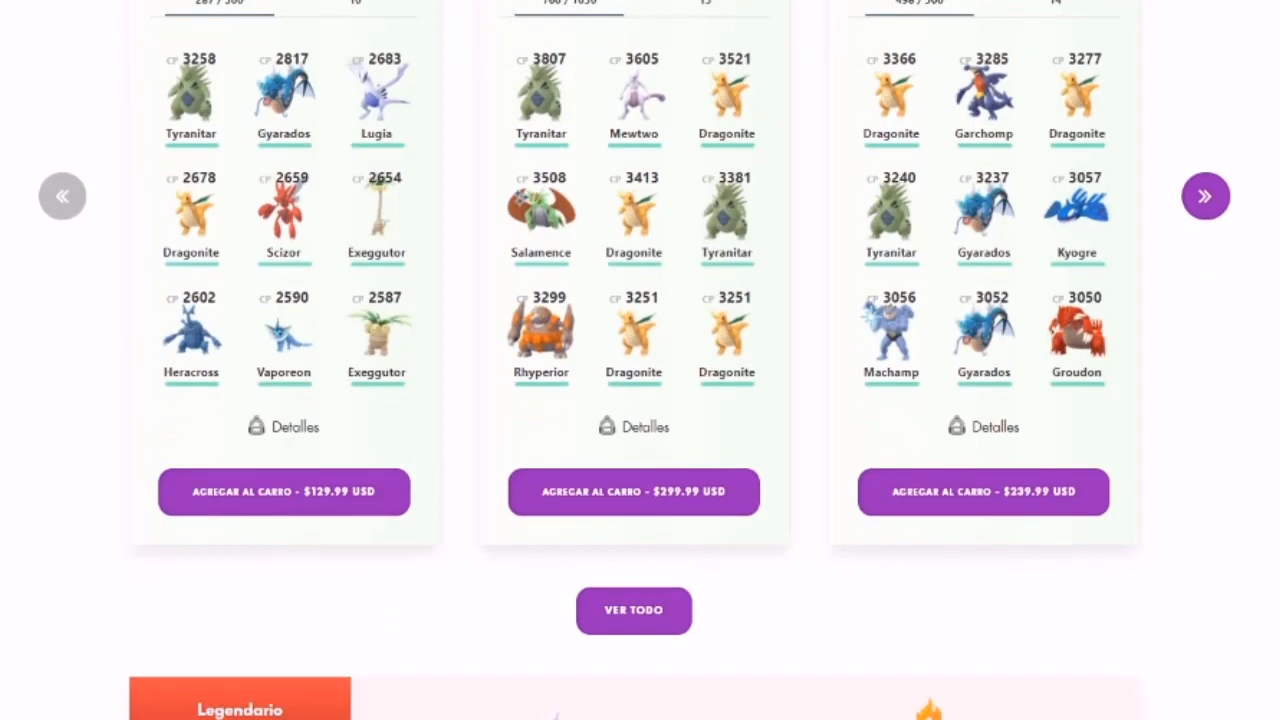 CP 3258 CP 2817 CP 2683
Tyranitar Gyarados Lugia
CP 2678 CP 2659 CP 2654
Dragonite Scizor Exeggutor
CP 2602 CP 2590 CP 2587
Heracross Vaporeon Exeggutor
Detalles
AGREGAR AL CARRO - $129.99 USD
CP 3807 CP 3605 CP 3521
Tyranitar Mewtwo Dragonite
CP 3508 CP 3413 CP 3381
Salamence Dragonite Tyranitar
CP 3299 CP 3251 CP 3251
Rhyperior Dragonite Dragonite
Detalles
AGREGAR AL CARRO - $299.99 USD
CP 3366 CP 3285 CP 3277
Dragonite Garchomp Dragonite
CP 3240 CP 3237 CP 3057
Tyranitar Gyarados Kyogre
CP 3056 CP 3052 CP 3050
Machamp Gyarados Groudon
Detalles
AGREGAR AL CARRO - $239.99 USD
VER TODO
Legendario